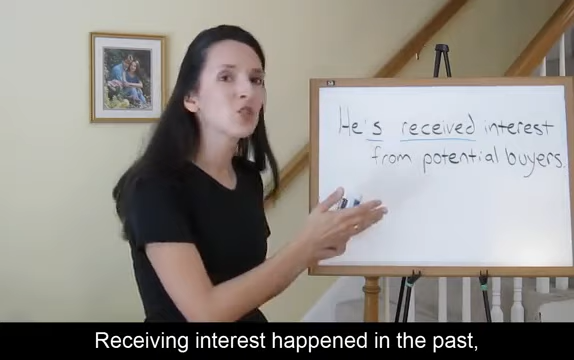 He's received interest
from potential buyers.
Receiving interest happened in the past,